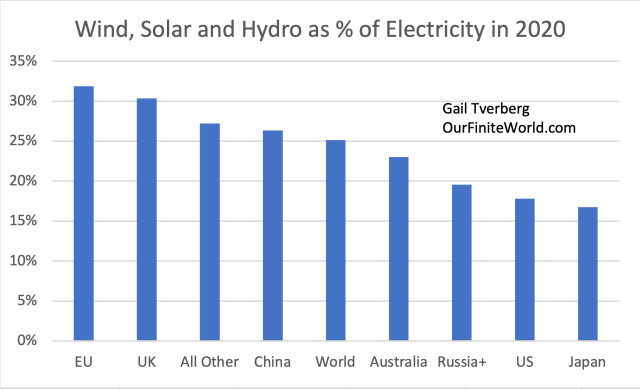 Wind, Solar and Hydro as % of Electricity in 2020
35%
30%
25%
20%
15%
10%
5%
0%
Gail Tverberg
OurFiniteWorld.com
EU UK All Other China World Australia Russia+ US Japan